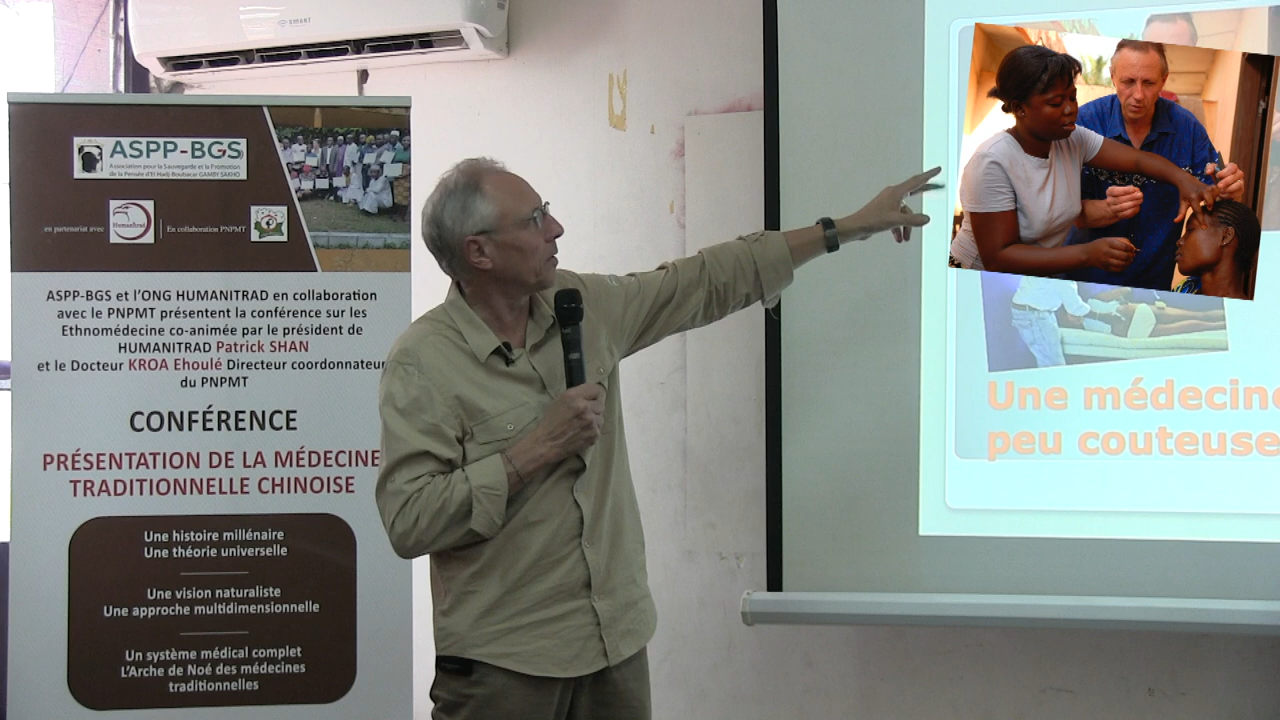 SMART
ASPP-BGS
Association pour la Sauvegarde et la Promotion
de la Pensée d'El Hadj Boubacar GAMBY SAKHO
en partenariat avec
Humanitrad
En collaboration PNPMT
ASPP-BGS et l'ONG HUMANITRAD en collaboration
avec le PNPMT présentent la conférence sur les
Ethnomédecine co-animée par le président de
HUMANITRAD Patrick SHAN
et le Docteur KROA Ehoulé Directeur coordonnateur
du PNPMT
CONFÉRENCE
PRÉSENTATION DE LA MÉDECINE
TRADITIONNELLE CHINOISE
Une histoire millénaire
Une théorie universelle
Une vision naturaliste
Une approche multidimensionnelle
Un système médical complet
L'Arche de Noé des médecines
traditionnelles
Une médecine
peu couteuse